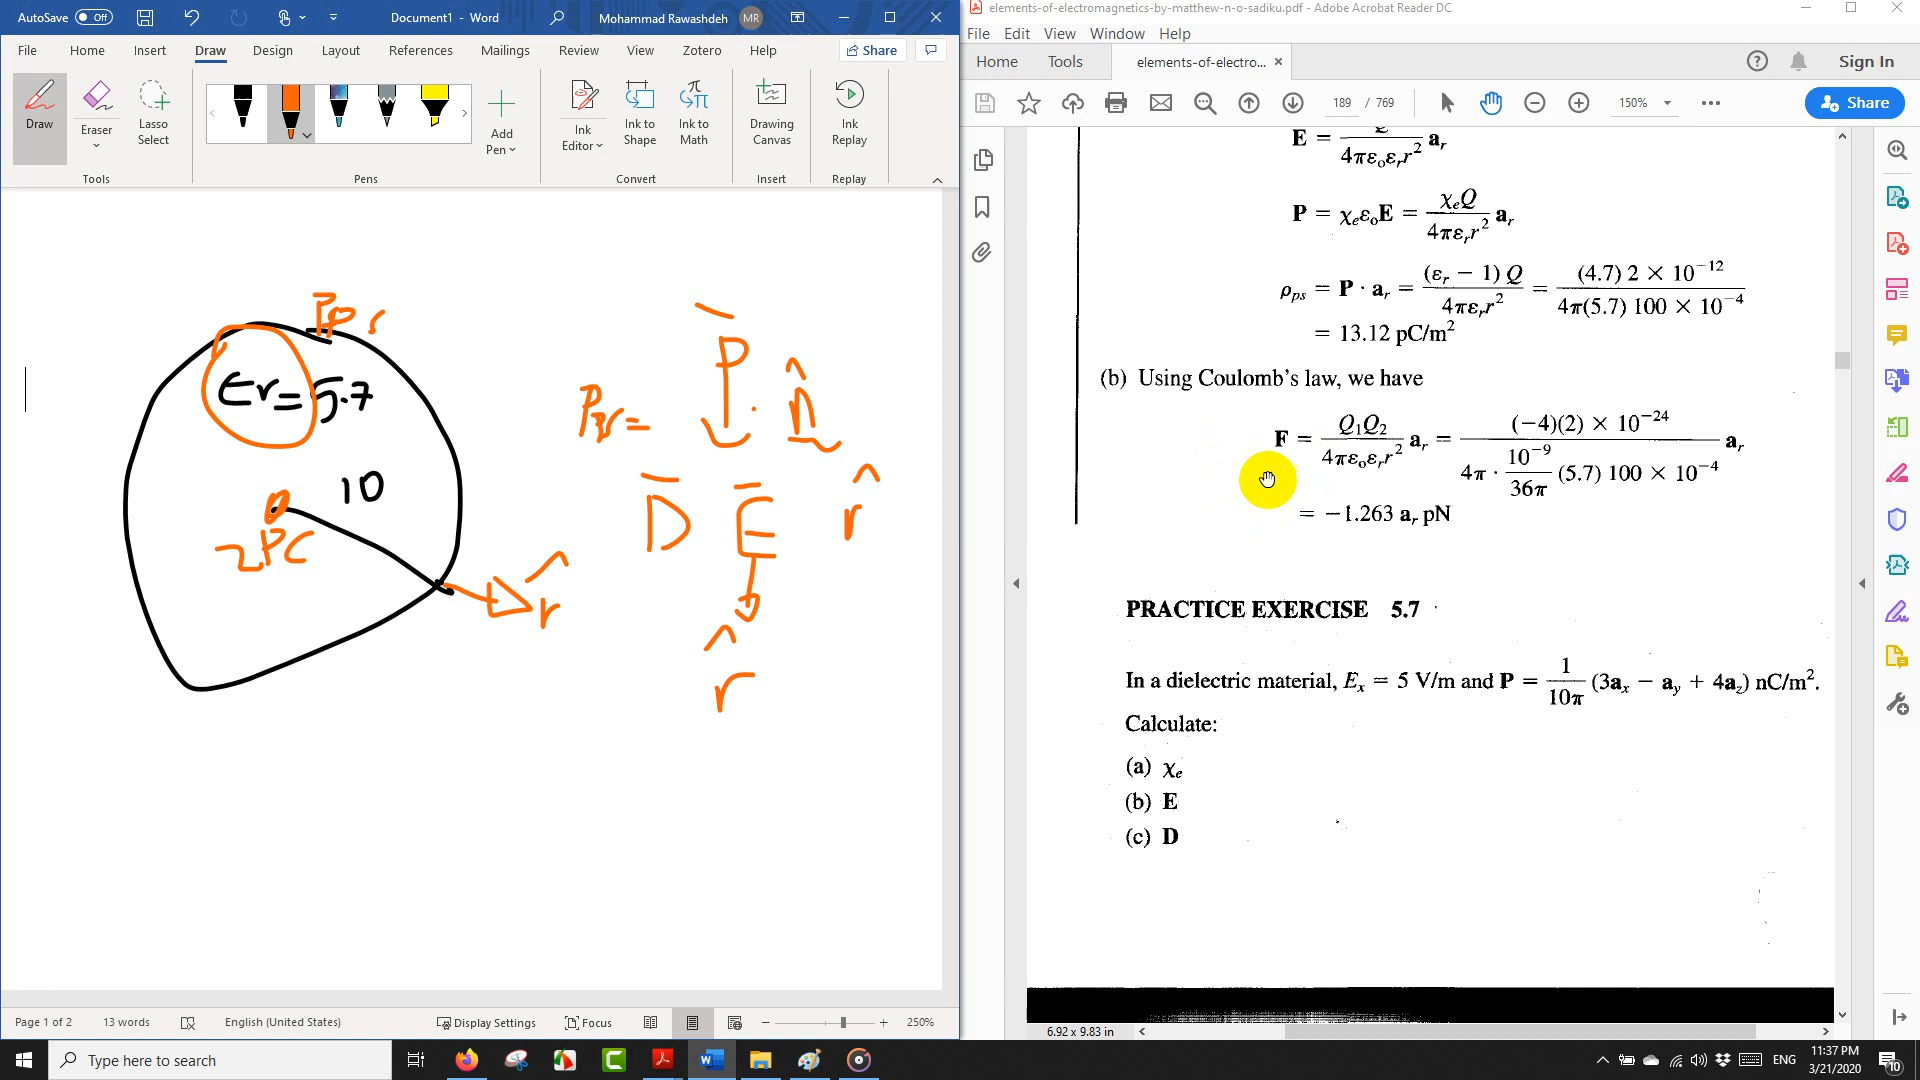 AutoSave Off Document1 - Word Mohammad Rawashdeh MR
File Home Insert Draw Design Layout References Mailings Review View Zotero Help Share
Draw Eraser Lasso Select Add Pen Ink Editor Ink to Shape Ink to Math Drawing Canvas Ink Replay
Tools Pens Convert Insert Replay
εr=5.7
10
2PC
r̂
P̄ . n̂
D̄ Ē r̂
r̂
Page 1 of 2 13 words English (United States) Display Settings Focus 250%
elements-of-electromagnetics-by-matthew-n-o-sadiku.pdf - Adobe Acrobat Reader DC
File Edit View Window Help
Home Tools elements-of-electro... × Sign In
189 / 769 150% Share
E = / 4πε₀εᵣr² aᵣ
P = χₑε₀E = χₑQ / 4πεᵣr² aᵣ
ρps = P · aᵣ = (εᵣ − 1) Q / 4πεᵣr² = (4.7) 2 × 10⁻¹² / 4π(5.7) 100 × 10⁻⁴
= 13.12 pC/m²
(b) Using Coulomb's law, we have
F = Q₁Q₂ / 4πε₀εᵣr² aᵣ = (−4)(2) × 10⁻²⁴ / 4π · 10⁻⁹/36π (5.7) 100 × 10⁻⁴ aᵣ
= −1.263 aᵣ pN
PRACTICE EXERCISE 5.7
In a dielectric material, Eₓ = 5 V/m and P = 1/10π (3aₓ − aᵧ + 4a_z) nC/m².
Calculate:
(a) χₑ
(b) E
(c) D
6.92 x 9.83 in
Type here to search
ENG 11:37 PM
3/21/2020
10